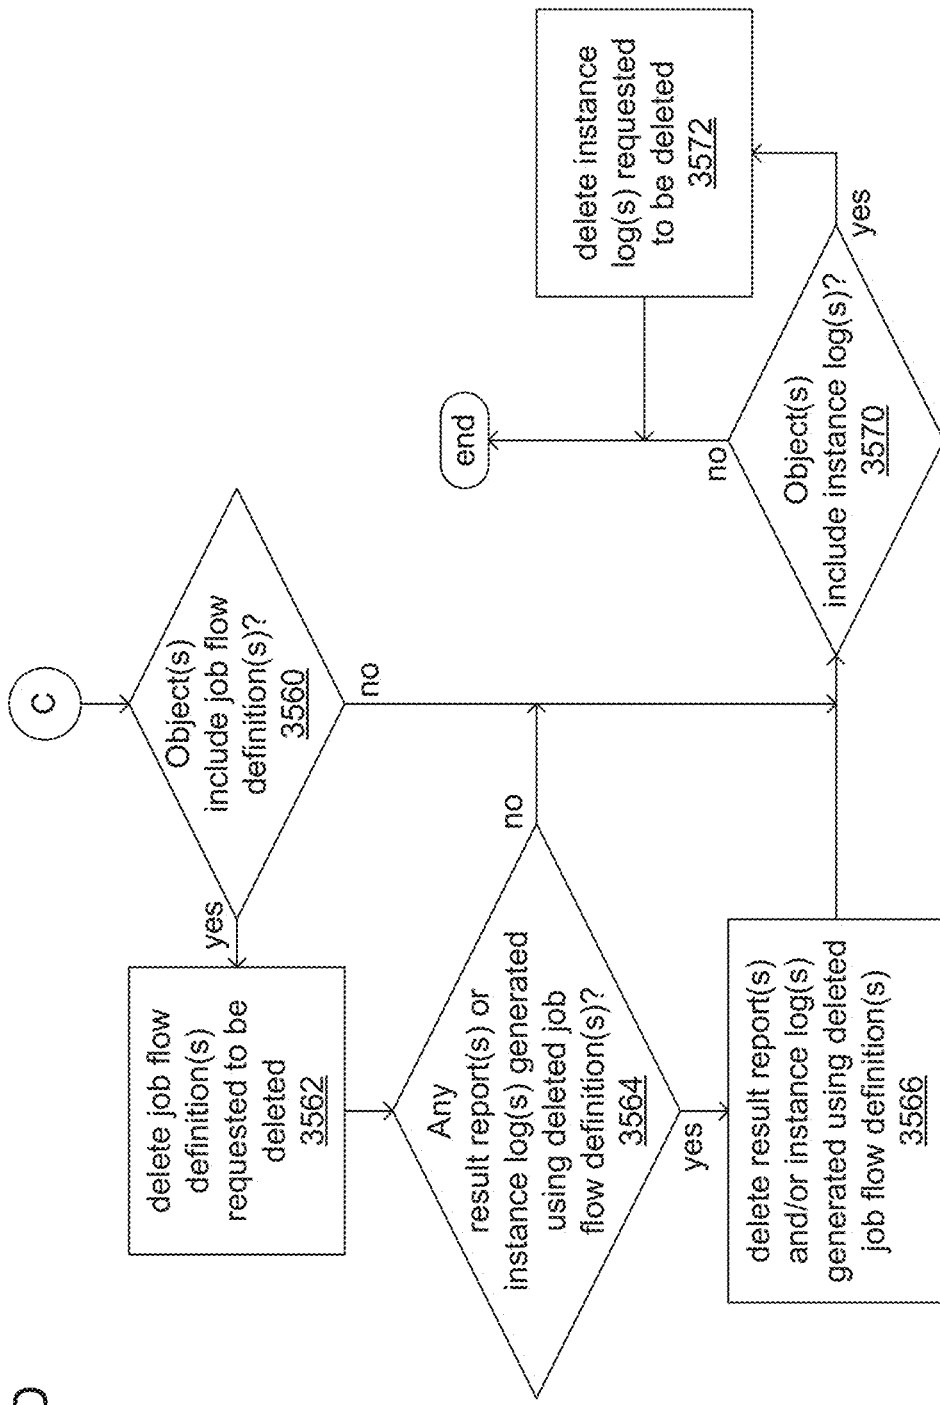 C
Object(s)
include job flow
definition(s)?
3560
yes
no
delete job flow
definition(s)
requested to be
deleted
3562
Any
result report(s) or
instance log(s) generated
using deleted job
flow definition(s)?
3564
no
yes
delete result report(s)
and/or instance log(s)
generated using deleted
job flow definition(s)
3566
Object(s)
include instance log(s)?
3570
no
yes
delete instance
log(s) requested
to be deleted
3572
end